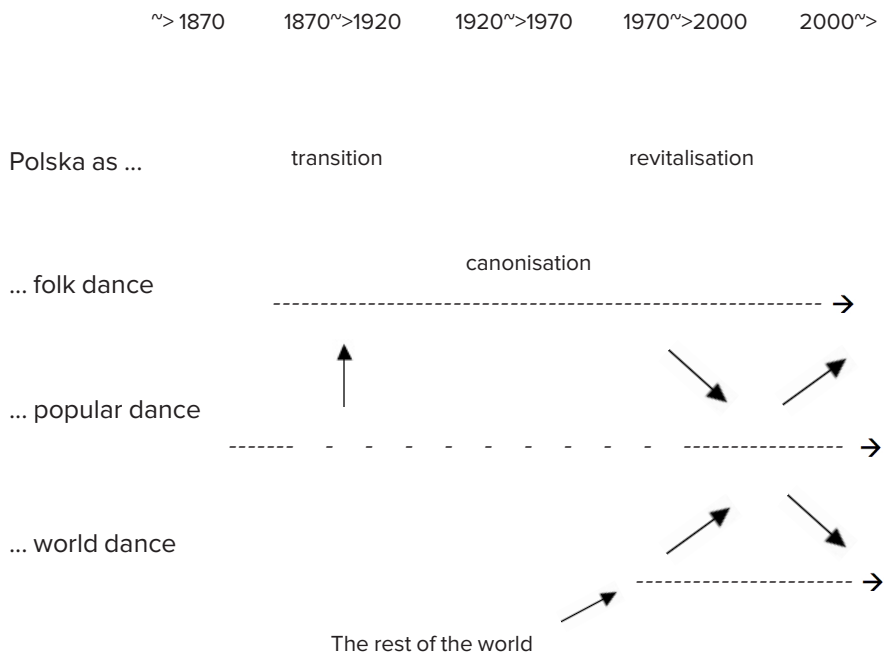 ~> 1870 1870~>1920 1920~>1970 1970~>2000 2000~>
Polska as ... transition revitalisation
canonisation
... folk dance
... popular dance
... world dance
The rest of the world